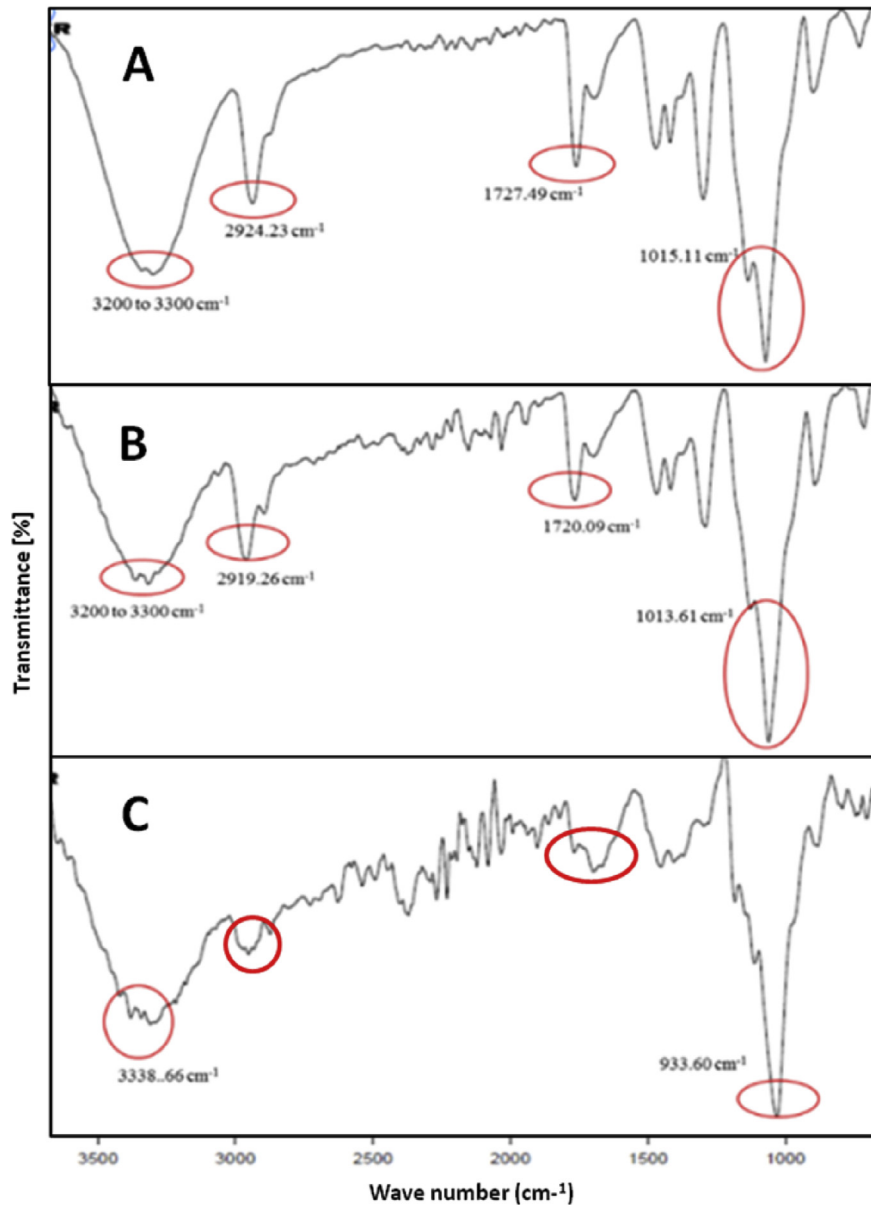 R
A
1727.49 cm-1
2924.23 cm-1
1015.11 cm-1
3200 to 3300 cm-1
R
B
1720.09 cm-1
2919.26 cm-1
3200 to 3300 cm-1
1013.61 cm-1
Transmittance [%]
C
3338..66 cm-1
933.60 cm-1
3500 3000 2500 2000 1500 1000
Wave number (cm-1)